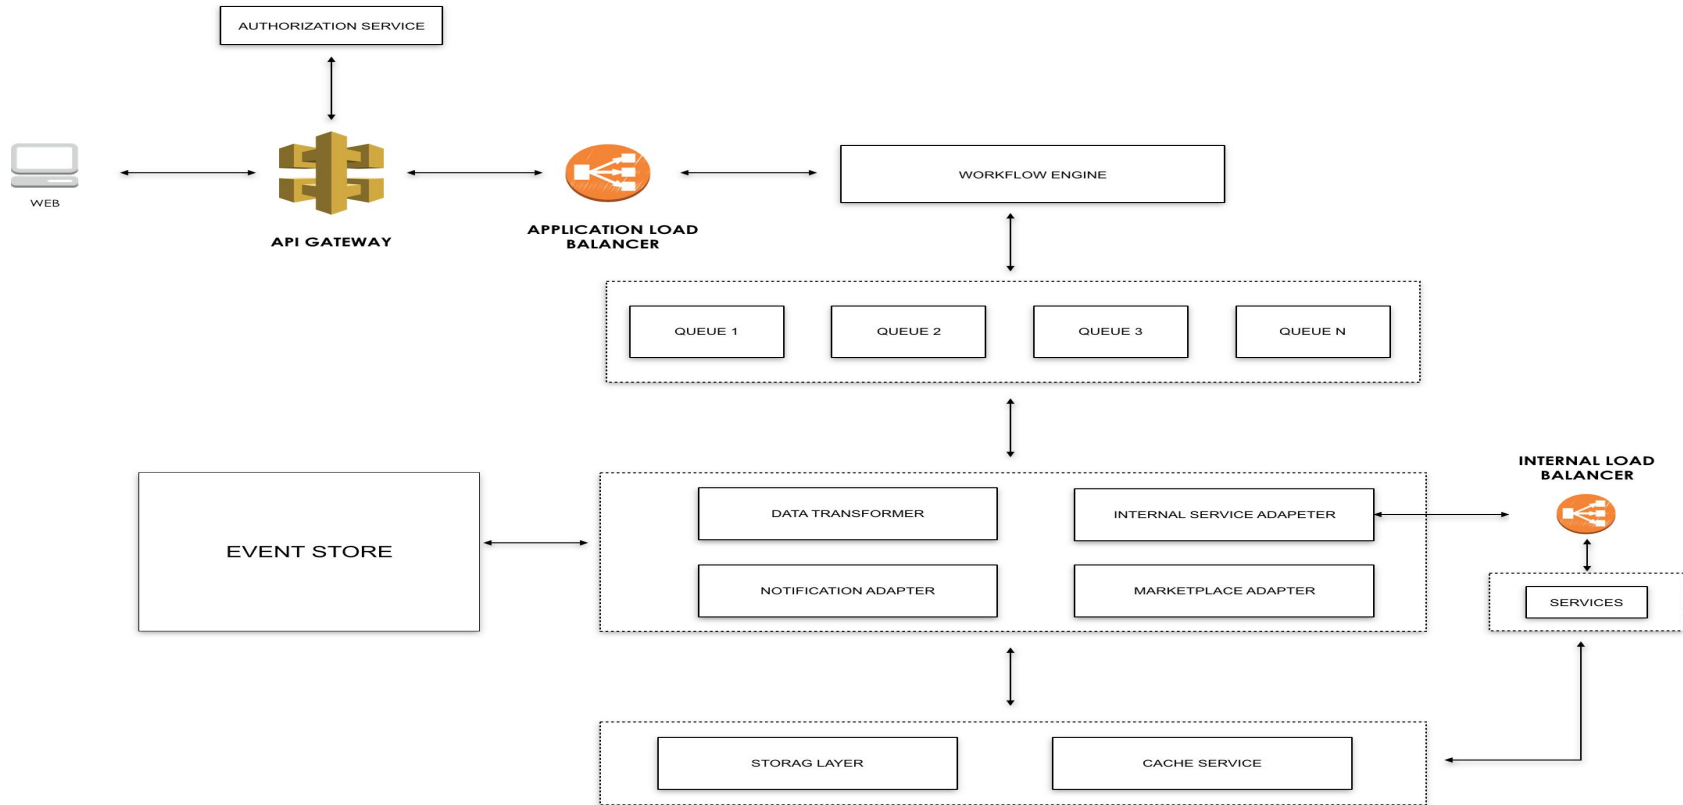 AUTHORIZATION SERVICE
WEB
API GATEWAY
APPLICATION LOAD
BALANCER
WORKFLOW ENGINE
QUEUE 1
QUEUE 2
QUEUE 3
QUEUE N
INTERNAL LOAD
BALANCER
EVENT STORE
DATA TRANSFORMER
INTERNAL SERVICE ADAPETER
NOTIFICATION ADAPTER
MARKETPLACE ADAPTER
SERVICES
STORAG LAYER
CACHE SERVICE